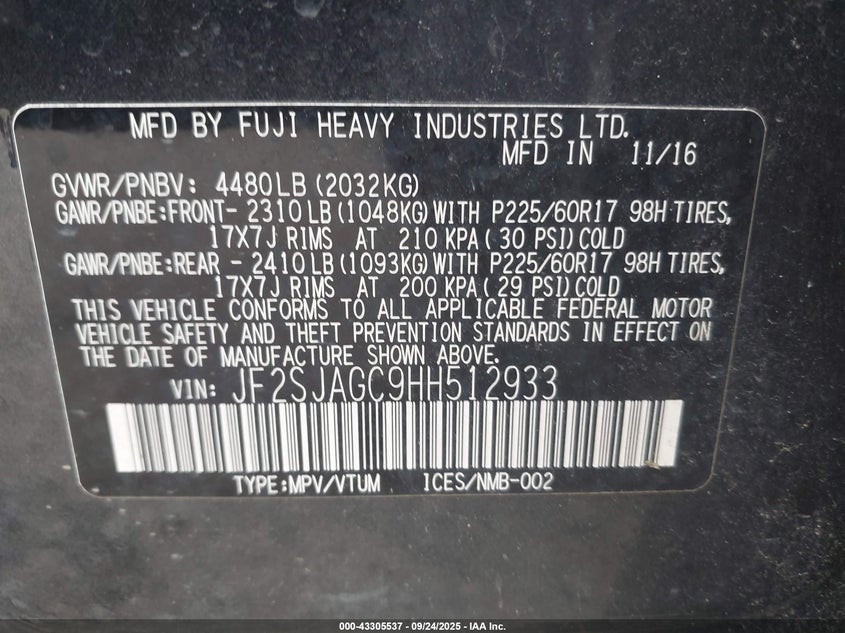 MFD BY FUJI HEAVY INDUSTRIES LTD.
MFD IN 11/16
GVWR/PNBV: 4480LB (2032KG)
GAWR/PNBE:FRONT- 2310LB (1048KG) WITH P225/60R17 98H TIRES,
17X7J RIMS AT 210 KPA ( 30 PSI) COLD
GAWR/PNBE:REAR - 2410LB (1093KG) WITH P225/60R17 98H TIRES,
17X7J RIMS AT 200 KPA ( 29 PSI) COLD
THIS VEHICLE CONFORMS TO ALL APPLICABLE FEDERAL MOTOR
VEHICLE SAFETY AND THEFT PREVENTION STANDARDS IN EFFECT ON
THE DATE OF MANUFACTURE SHOWN ABOVE.
VIN: JF2SJAGC9HH512933
TYPE:MPV/VTUM ICES/NMB-002
000-43305537 - 09/24/2025 - IAA Inc.